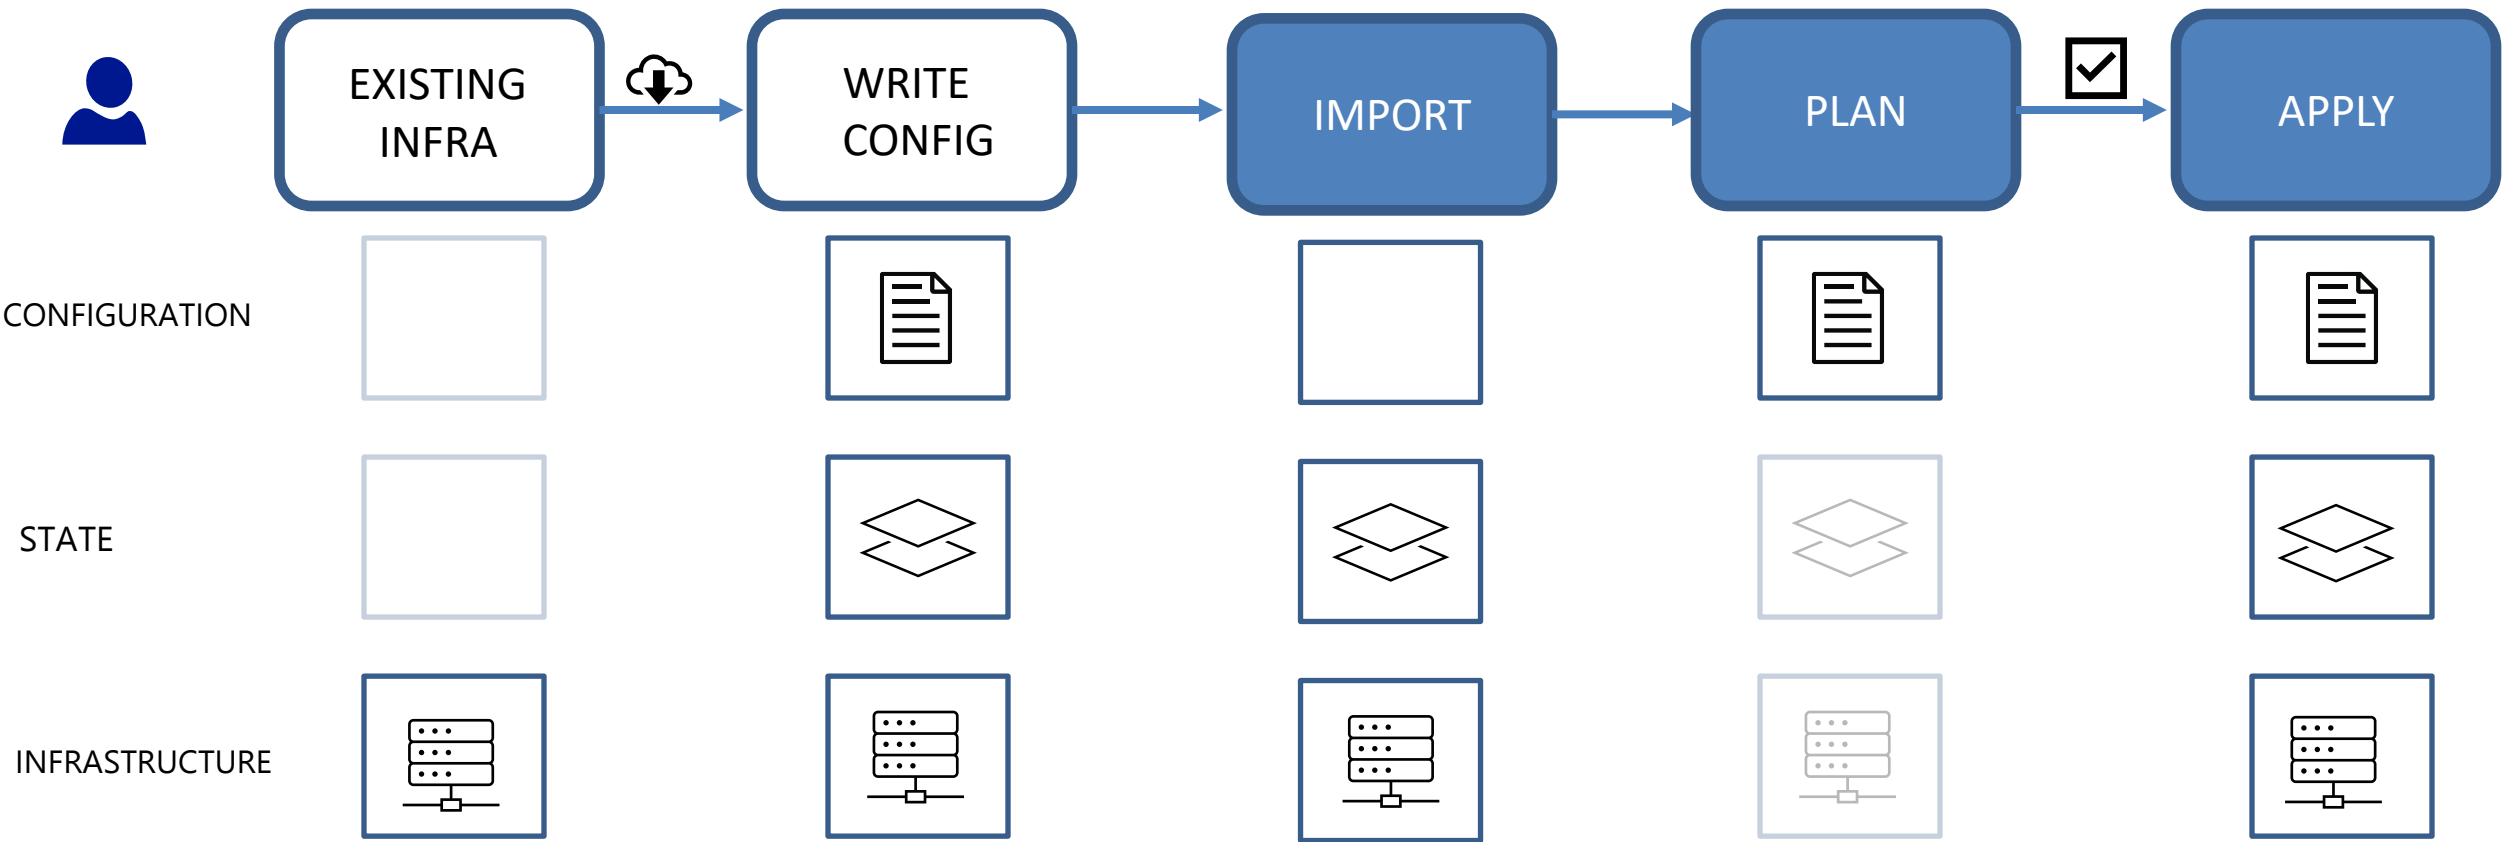 EXISTING
INFRA
WRITE
CONFIG
IMPORT
PLAN
APPLY
CONFIGURATION
STATE
INFRASTRUCTURE